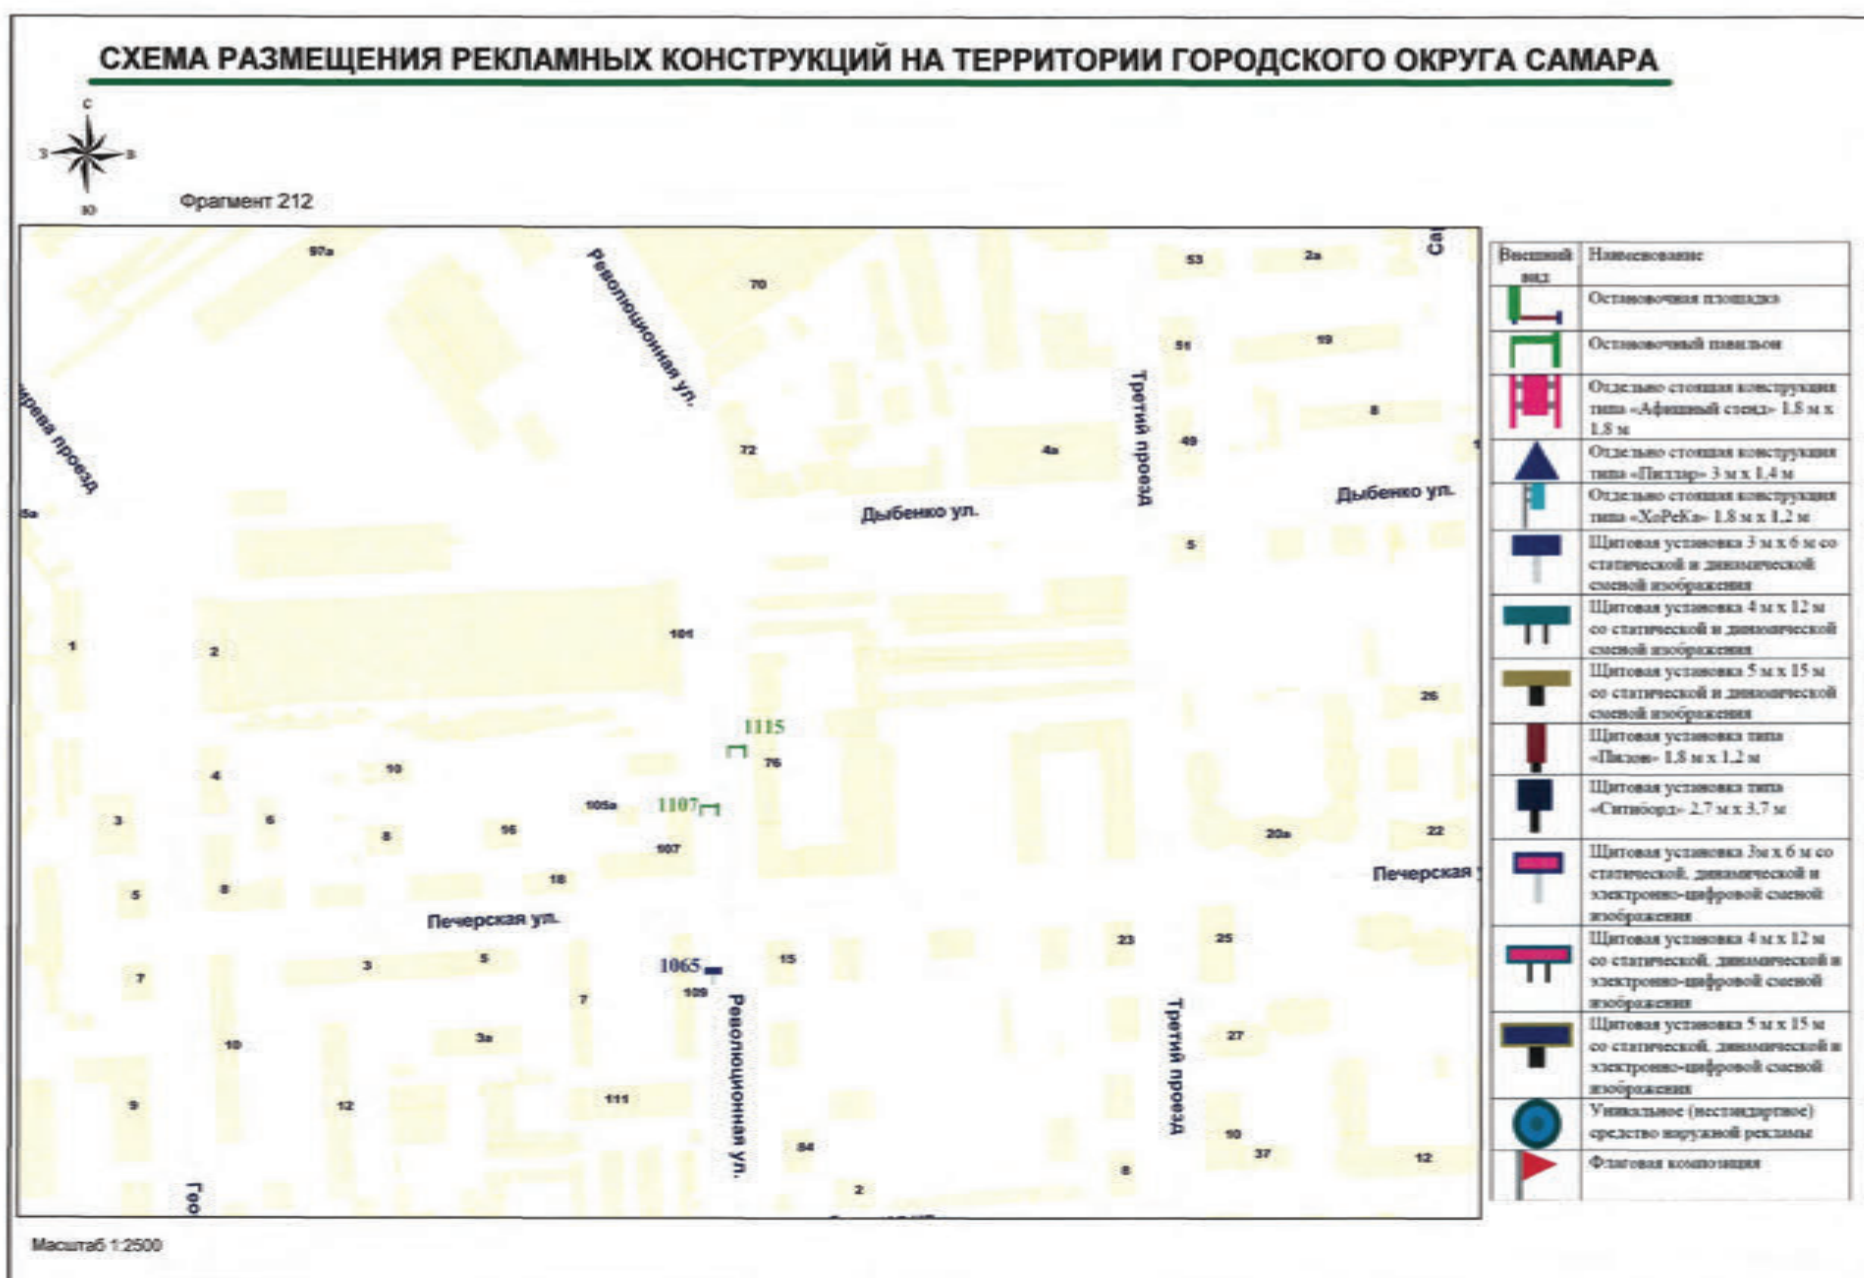 СХЕМА РАЗМЕЩЕНИЯ РЕКЛАМНЫХ КОНСТРУКЦИЙ НА ТЕРРИТОРИИ ГОРОДСКОГО ОКРУГА САМАРА
С
З
В
Ю
Фрагмент 212
97а
Революционная ул.
70
53
2а
51
19
Третий проезд
8
49
72
4а
проезд
Дыбенко ул.
Дыбенко ул.
5а
5
1
2
101
26
1115
76
4
10
105а
1107
3
6
8
16
107
20а
22
Печерская
5
8
18
Печерская ул.
3
5
23
25
7
1065
15
109
7
Революционная ул.
Третий проезд
10
3а
27
9
12
111
10
84
37
12
8
2
Гео
Масштаб 1:2500
Внешний вид
Наименование
Остановочная площадка
Остановочный павильон
Отдельно стоящая конструкция
типа «Афишный стенд» 1.8 м х
1.8 м
Отдельно стоящая конструкция
типа «Пиллар» 3 м х 1.4 м
Отдельно стоящая конструкция
типа «ХоРеКа» 1.8 м х 1.2 м
Щитовая установка 3 м х 6 м со
статической и динамической
сменой изображения
Щитовая установка 4 м х 12 м
со статической и динамической
сменой изображения
Щитовая установка 5 м х 15 м
со статической и динамической
сменой изображения
Щитовая установка типа
«Пилон» 1.8 м х 1.2 м
Щитовая установка типа
«Ситиборд» 2.7 м х 3.7 м
Щитовая установка 3м х 6 м со
статической, динамической и
электронно-цифровой сменой
изображения
Щитовая установка 4 м х 12 м
со статической, динамической и
электронно-цифровой сменой
изображения
Щитовая установка 5 м х 15 м
со статической, динамической и
электронно-цифровой сменой
изображения
Уникальное (нестандартное)
средство наружной рекламы
Флаговая композиция